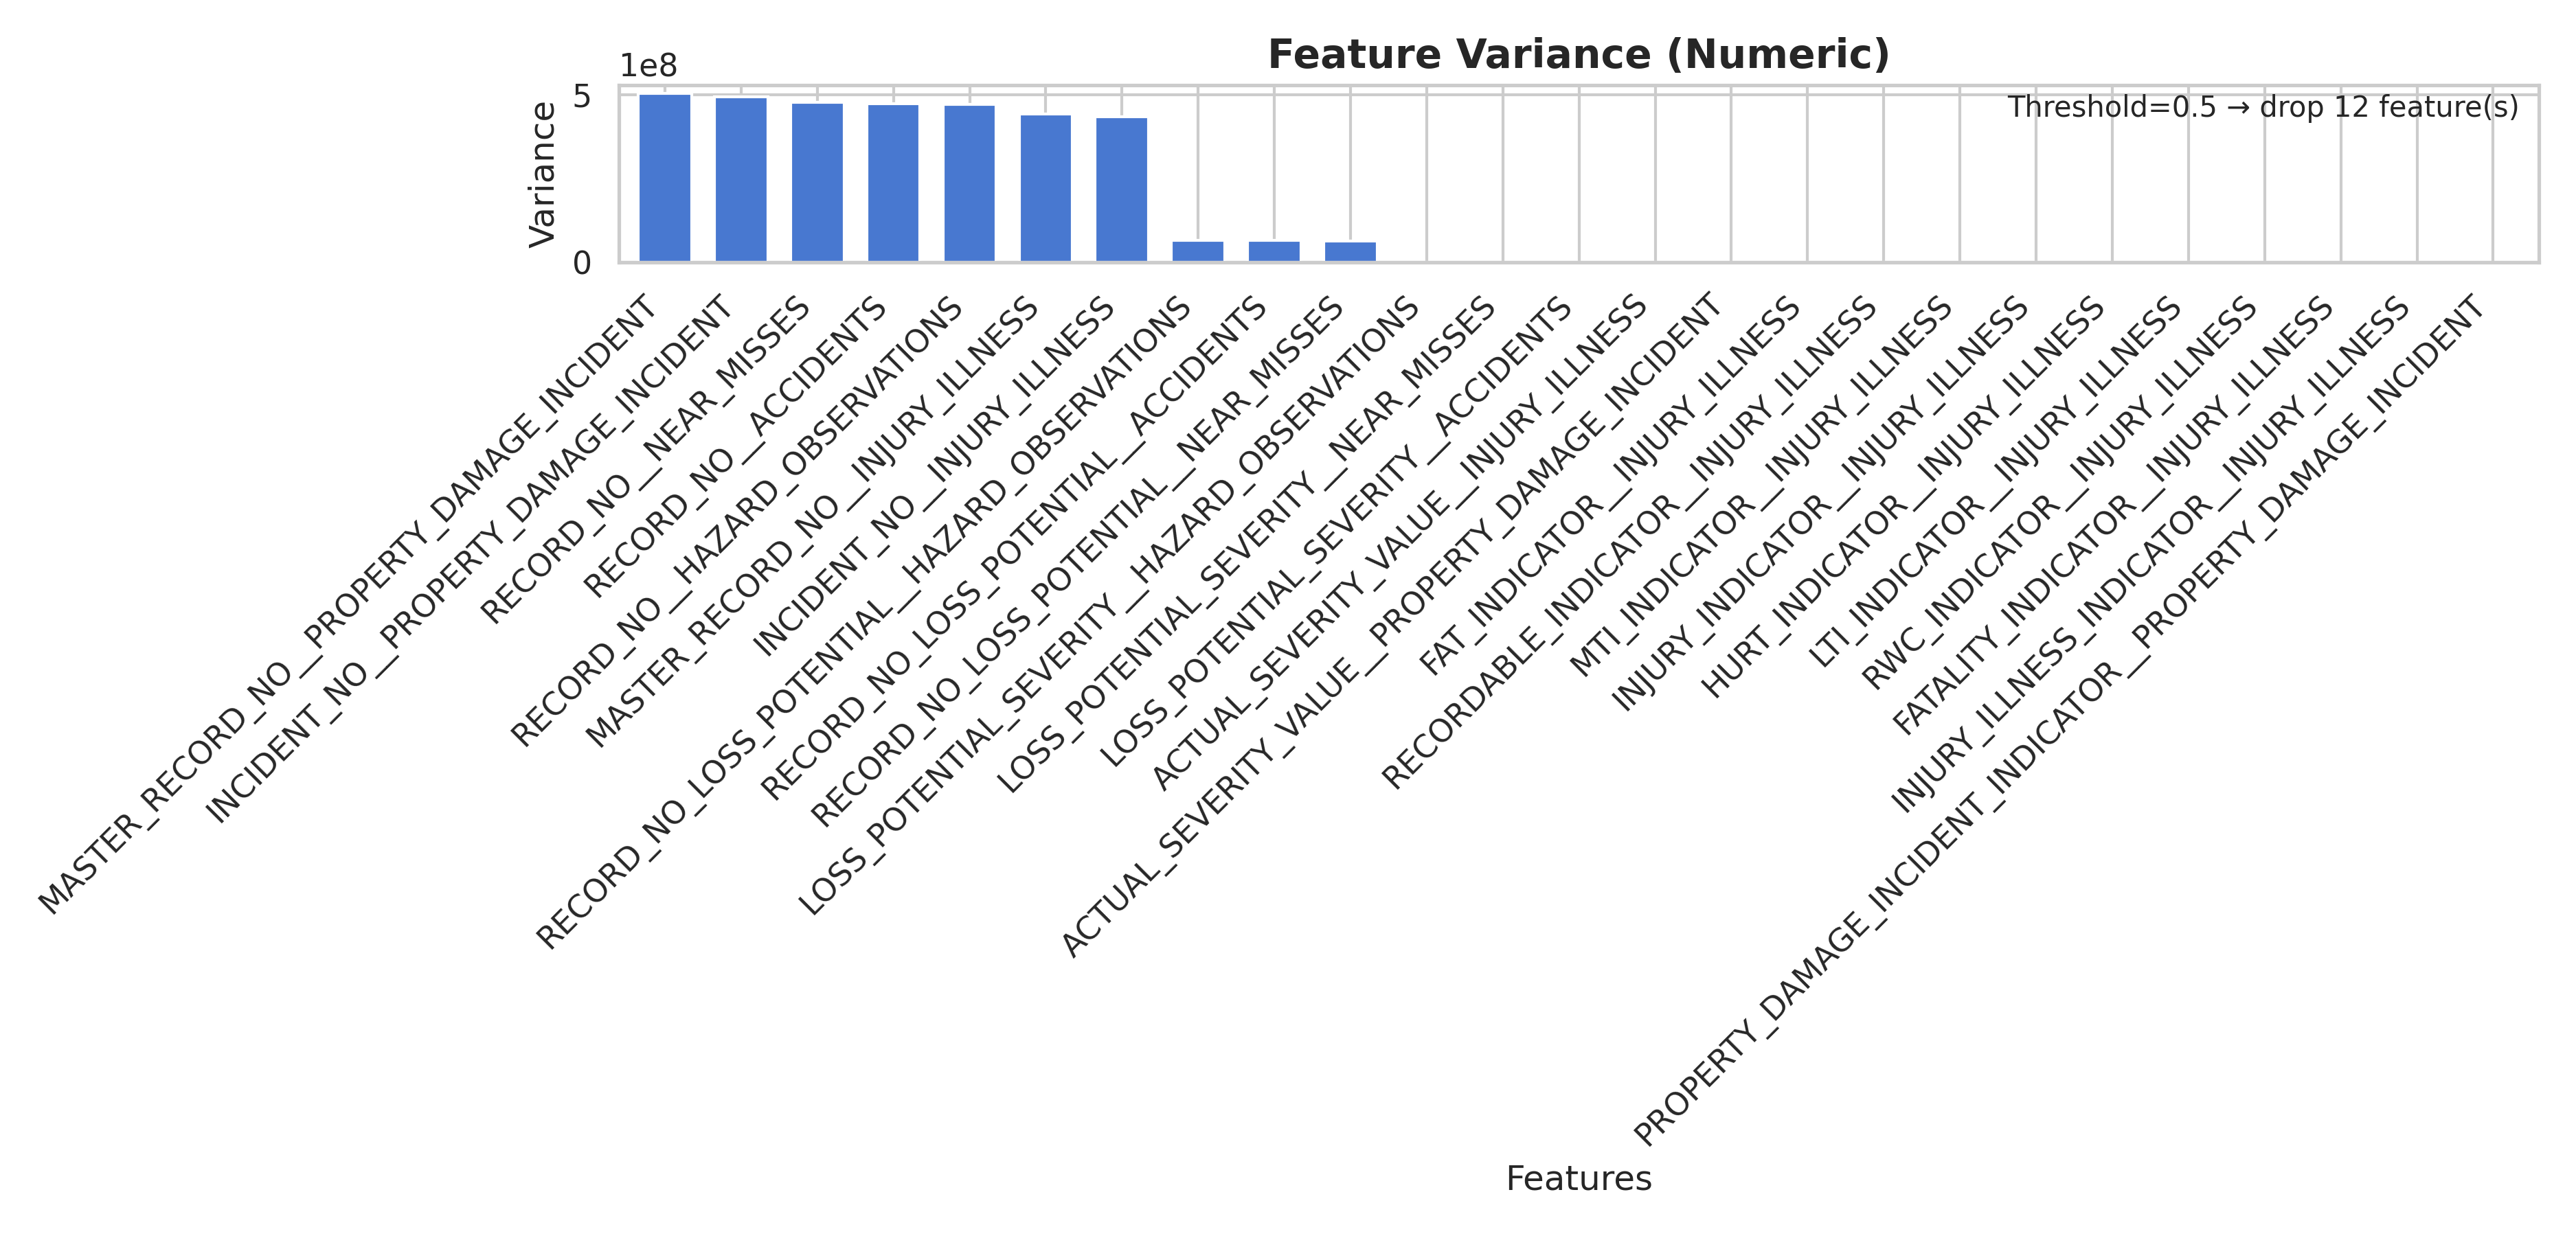 Feature Variance (Numeric)
1e8
5
0
Variance
Threshold=0.5 → drop 12 feature(s)
MASTER_RECORD_NO__PROPERTY_DAMAGE_INCIDENT
INCIDENT_NO__PROPERTY_DAMAGE_INCIDENT
RECORD_NO__NEAR_MISSES
RECORD_NO__ACCIDENTS
RECORD_NO__HAZARD_OBSERVATIONS
MASTER_RECORD_NO__INJURY_ILLNESS
INCIDENT_NO__INJURY_ILLNESS
RECORD_NO_LOSS_POTENTIAL__HAZARD_OBSERVATIONS
RECORD_NO_LOSS_POTENTIAL__ACCIDENTS
RECORD_NO_LOSS_POTENTIAL__NEAR_MISSES
LOSS_POTENTIAL_SEVERITY__HAZARD_OBSERVATIONS
LOSS_POTENTIAL_SEVERITY__NEAR_MISSES
LOSS_POTENTIAL_SEVERITY__ACCIDENTS
ACTUAL_SEVERITY_VALUE__INJURY_ILLNESS
ACTUAL_SEVERITY_VALUE__PROPERTY_DAMAGE_INCIDENT
FAT_INDICATOR__INJURY_ILLNESS
RECORDABLE_INDICATOR__INJURY_ILLNESS
MTI_INDICATOR__INJURY_ILLNESS
INJURY_INDICATOR__INJURY_ILLNESS
HURT_INDICATOR__INJURY_ILLNESS
LTI_INDICATOR__INJURY_ILLNESS
RWC_INDICATOR__INJURY_ILLNESS
FATALITY_INDICATOR__INJURY_ILLNESS
INJURY_ILLNESS_INDICATOR__INJURY_ILLNESS
PROPERTY_DAMAGE_INCIDENT_INDICATOR__PROPERTY_DAMAGE_INCIDENT
Features